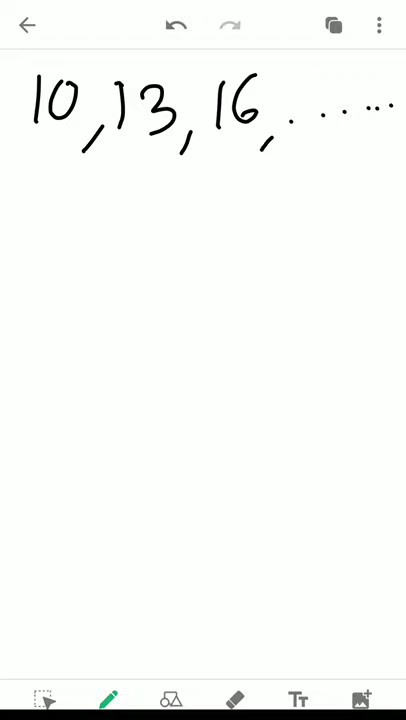 10, 13, 16, .......